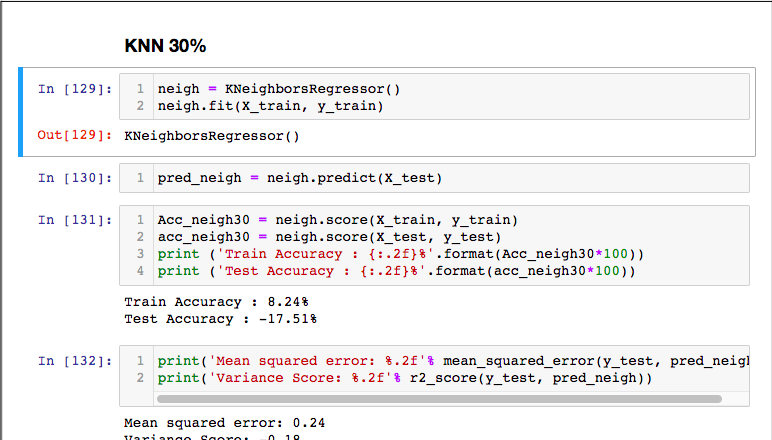 KNN 30%
In [129]:
1 neigh = KNeighborsRegressor()
2 neigh.fit(X_train, y_train)
Out[129]: KNeighborsRegressor()
In [130]: 1 pred_neigh = neigh.predict(X_test)
In [131]: 1 Acc_neigh30 = neigh.score(X_train, y_train)
2 acc_neigh30 = neigh.score(X_test, y_test)
3 print ('Train Accuracy : {:.2f}%'.format(Acc_neigh30*100))
4 print ('Test Accuracy : {:.2f}%'.format(acc_neigh30*100))
Train Accuracy : 8.24%
Test Accuracy : -17.51%
In [132]: 1 print('Mean squared error: %.2f'% mean_squared_error(y_test, pred_neigh
2 print('Variance Score: %.2f'% r2_score(y_test, pred_neigh))
Mean squared error: 0.24
Variance Score: -0.18